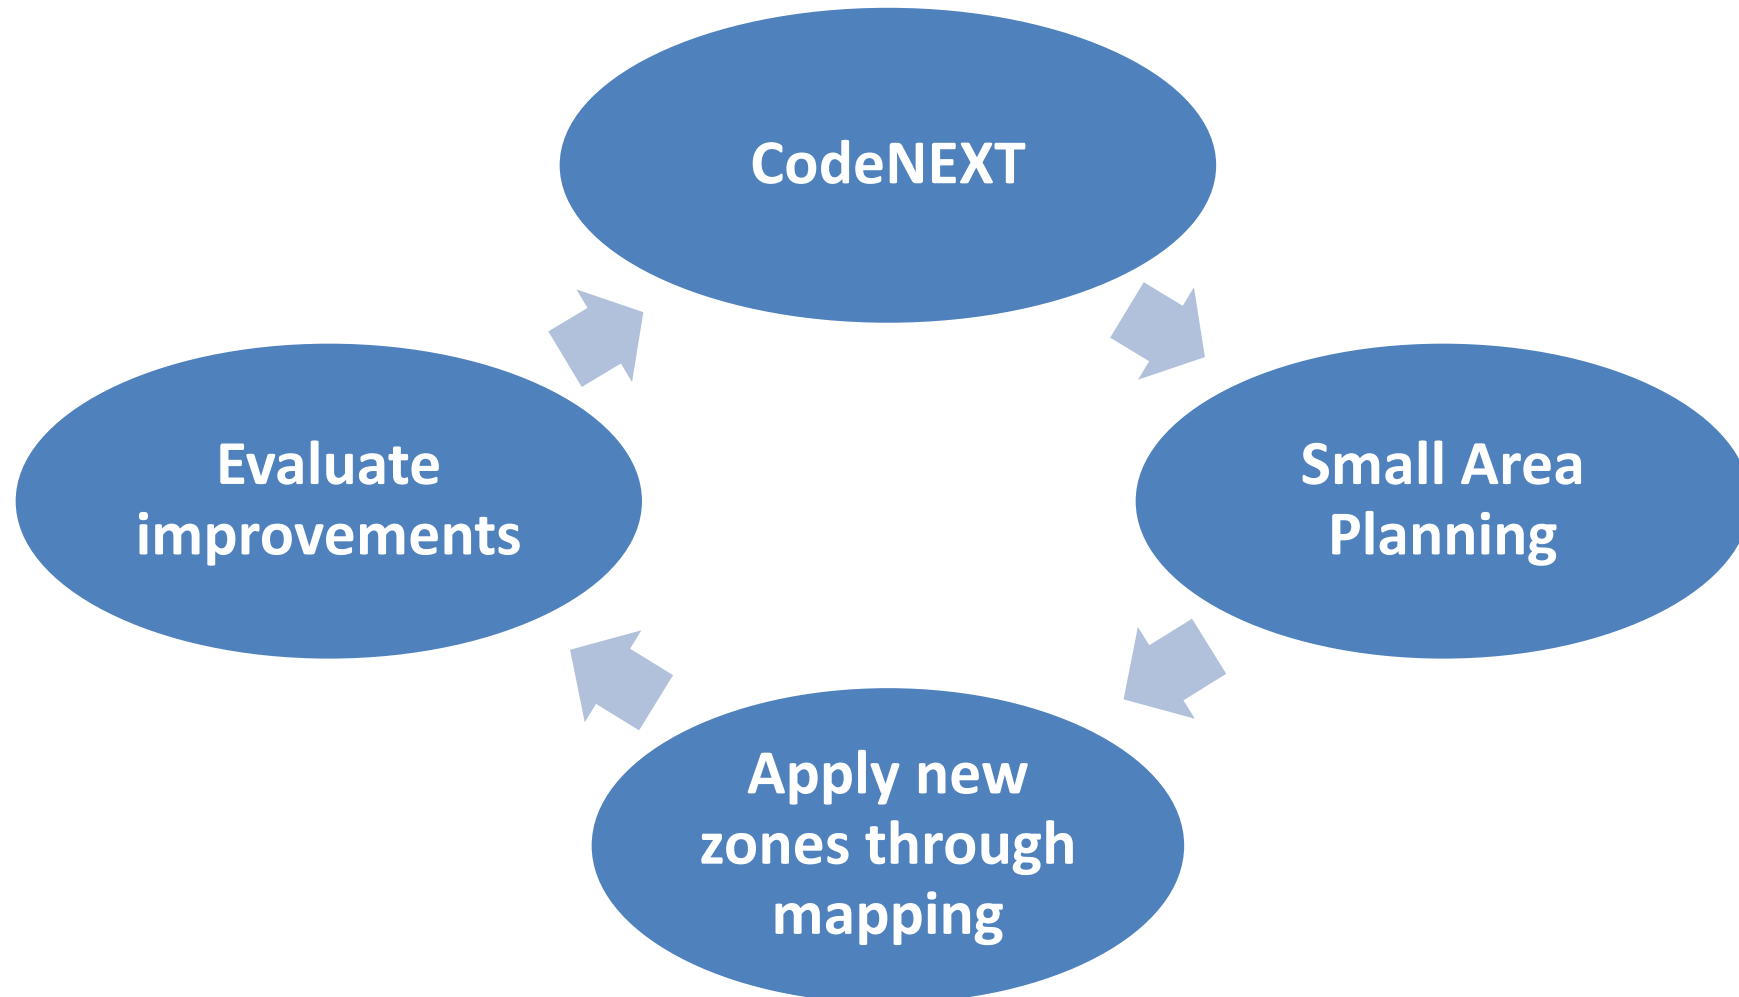 CodeNEXT
Small Area
Planning
Apply new
zones through
mapping
Evaluate
improvements